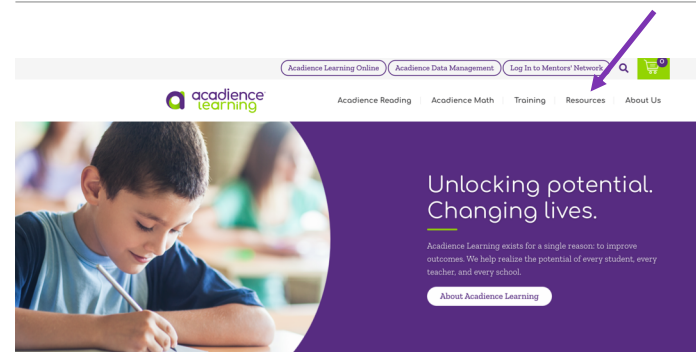 Acadience Learning Online Acadience Data Management Log In to Mentors' Network 0
acadience
learning
Acadience Reading Acadience Math Training Resources About Us
Unlocking potential.
Changing lives.
Acadience Learning exists for a single reason: to improve
outcomes. We help realize the potential of every student, every
teacher, and every school.
About Acadience Learning